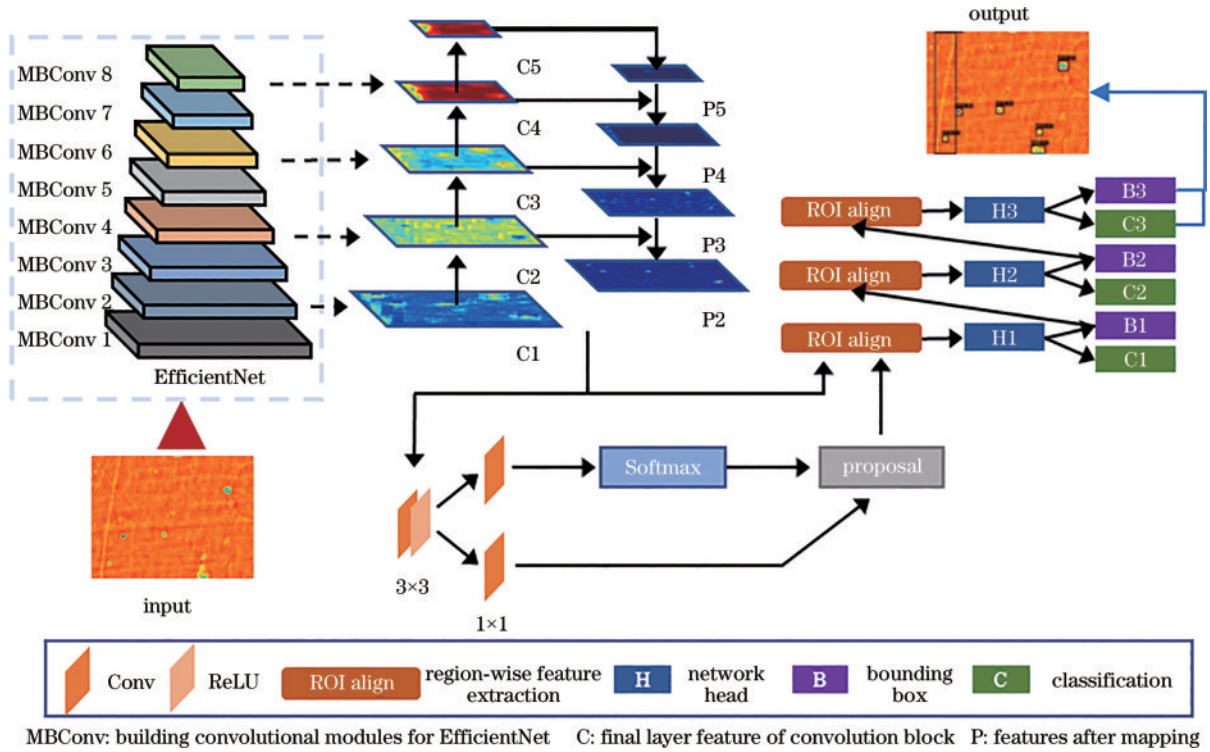 MBConv 8
MBConv 7
MBConv 6
MBConv 5
MBConv 4
MBConv 3
MBConv 2
MBConv 1
EfficientNet
input
C5
C4
C3
C2
C1
P5
P4
P3
P2
output
ROI align
H3
B3
C3
ROI align
H2
B2
C2
ROI align
H1
B1
C1
3×3
1×1
Softmax
proposal
Conv
ReLU
ROI align
region-wise feature
extraction
H
network
head
B
bounding
box
C
classification
MBConv: building convolutional modules for EfficientNet C: final layer feature of convolution block P: features after mapping